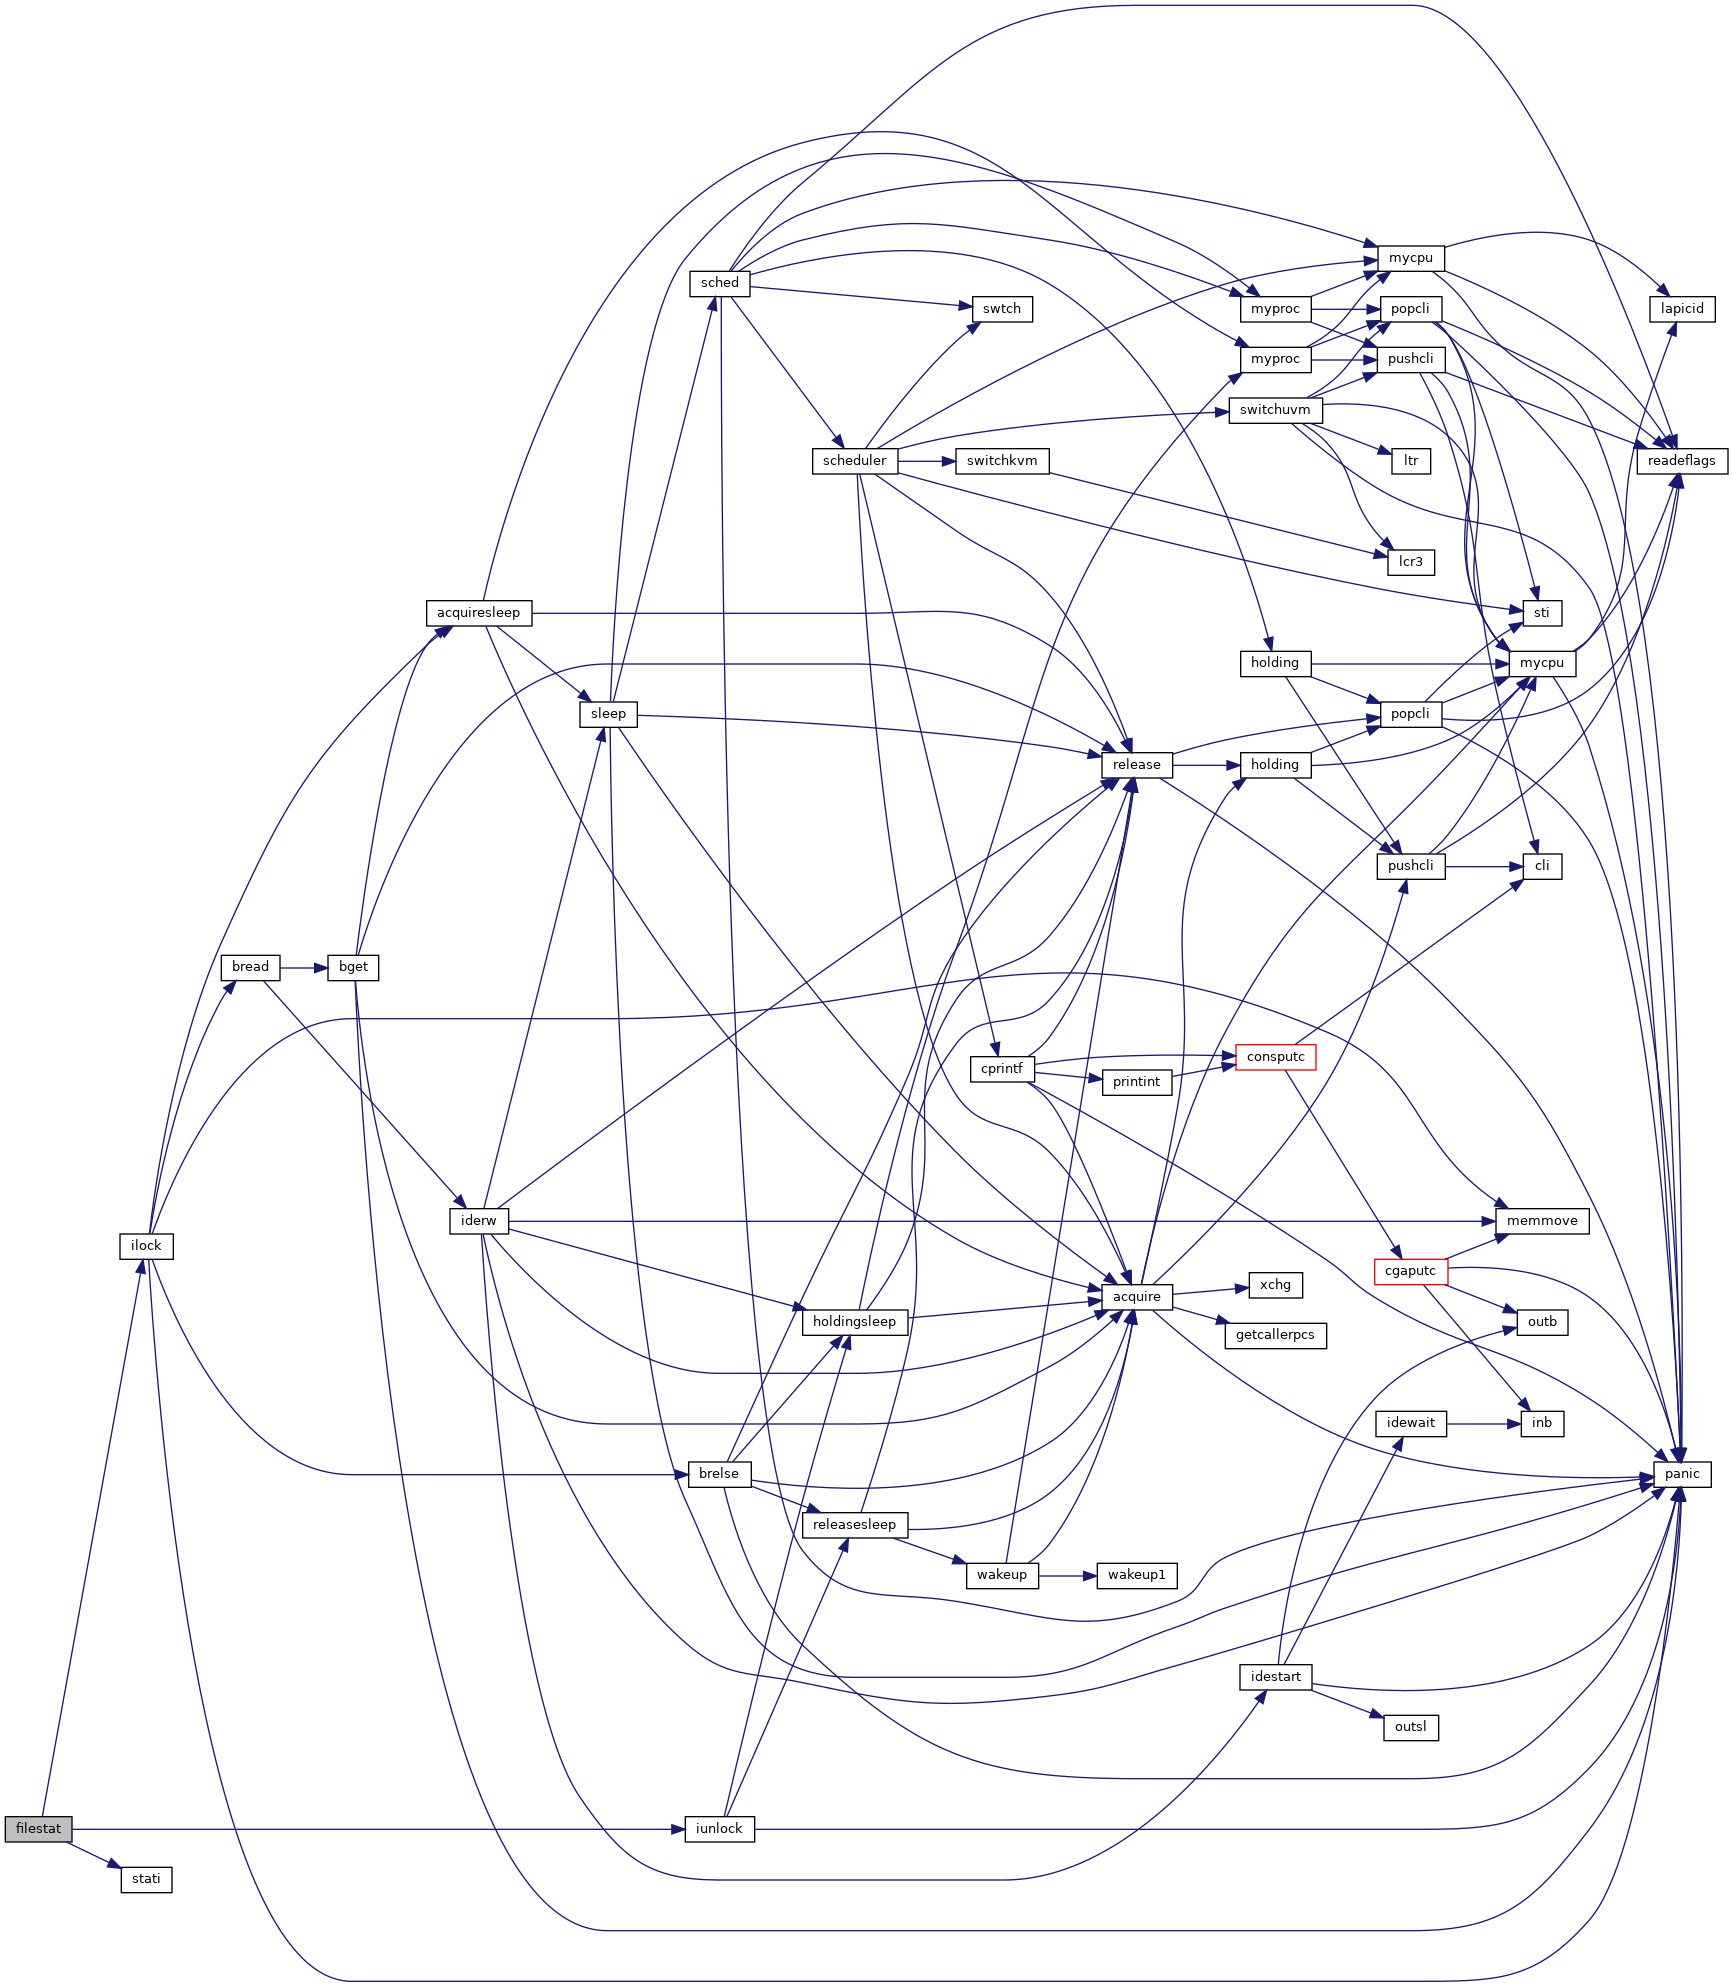 mycpu
sched
swtch
myproc
popcli
lapicid
myproc
pushcli
switchuvm
scheduler
switchkvm
ltr
readeflags
lcr3
acquiresleep
sti
holding
mycpu
sleep
popcli
release
holding
pushcli
cli
bread
bget
cprintf
consputc
printint
iderw
memmove
ilock
cgaputc
xchg
acquire
holdingsleep
getcallerpcs
outb
idewait
inb
brelse
panic
releasesleep
wakeup
wakeup1
idestart
outsl
filestat
iunlock
stati